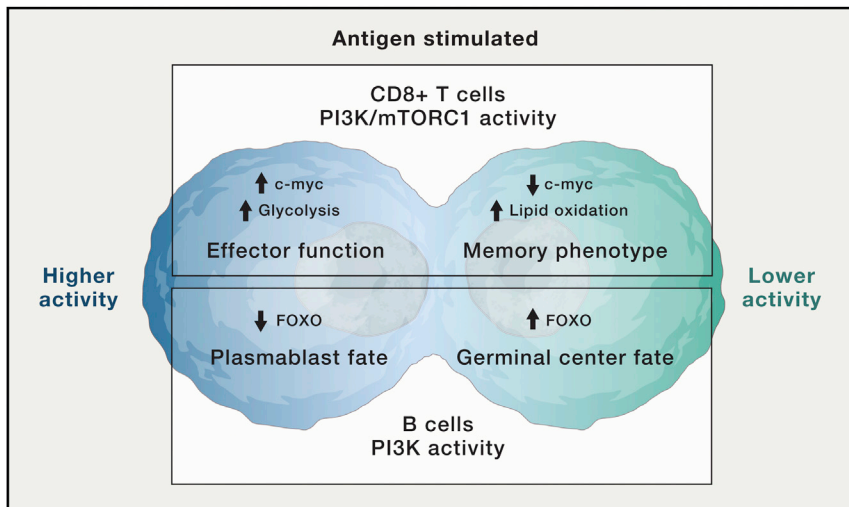 Antigen stimulated
CD8+ T cells
PI3K/mTORC1 activity
↑ c-myc
↑ Glycolysis
Effector function
↓ c-myc
↑ Lipid oxidation
Memory phenotype
Higher
activity
Lower
activity
↓ FOXO
Plasmablast fate
↑ FOXO
Germinal center fate
B cells
PI3K activity